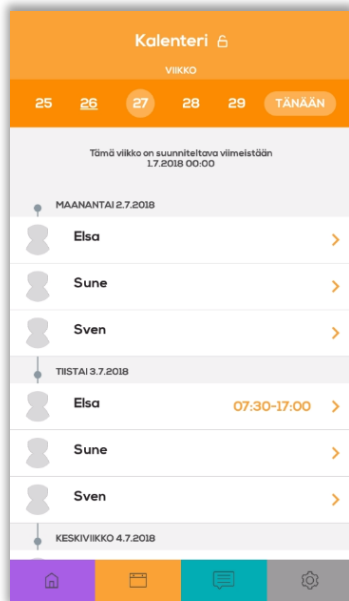 Kalenteri
VIIKKO
25 26 27 28 29 TÄNÄÄN
Tämä viikko on suunniteltava viimeistään
1.7.2018 00:00
MAANANTAI 2.7.2018
Elsa
Sune
Sven
TIISTAI 3.7.2018
Elsa 07:30-17:00
Sune
Sven
KESKIVIIKKO 4.7.2018